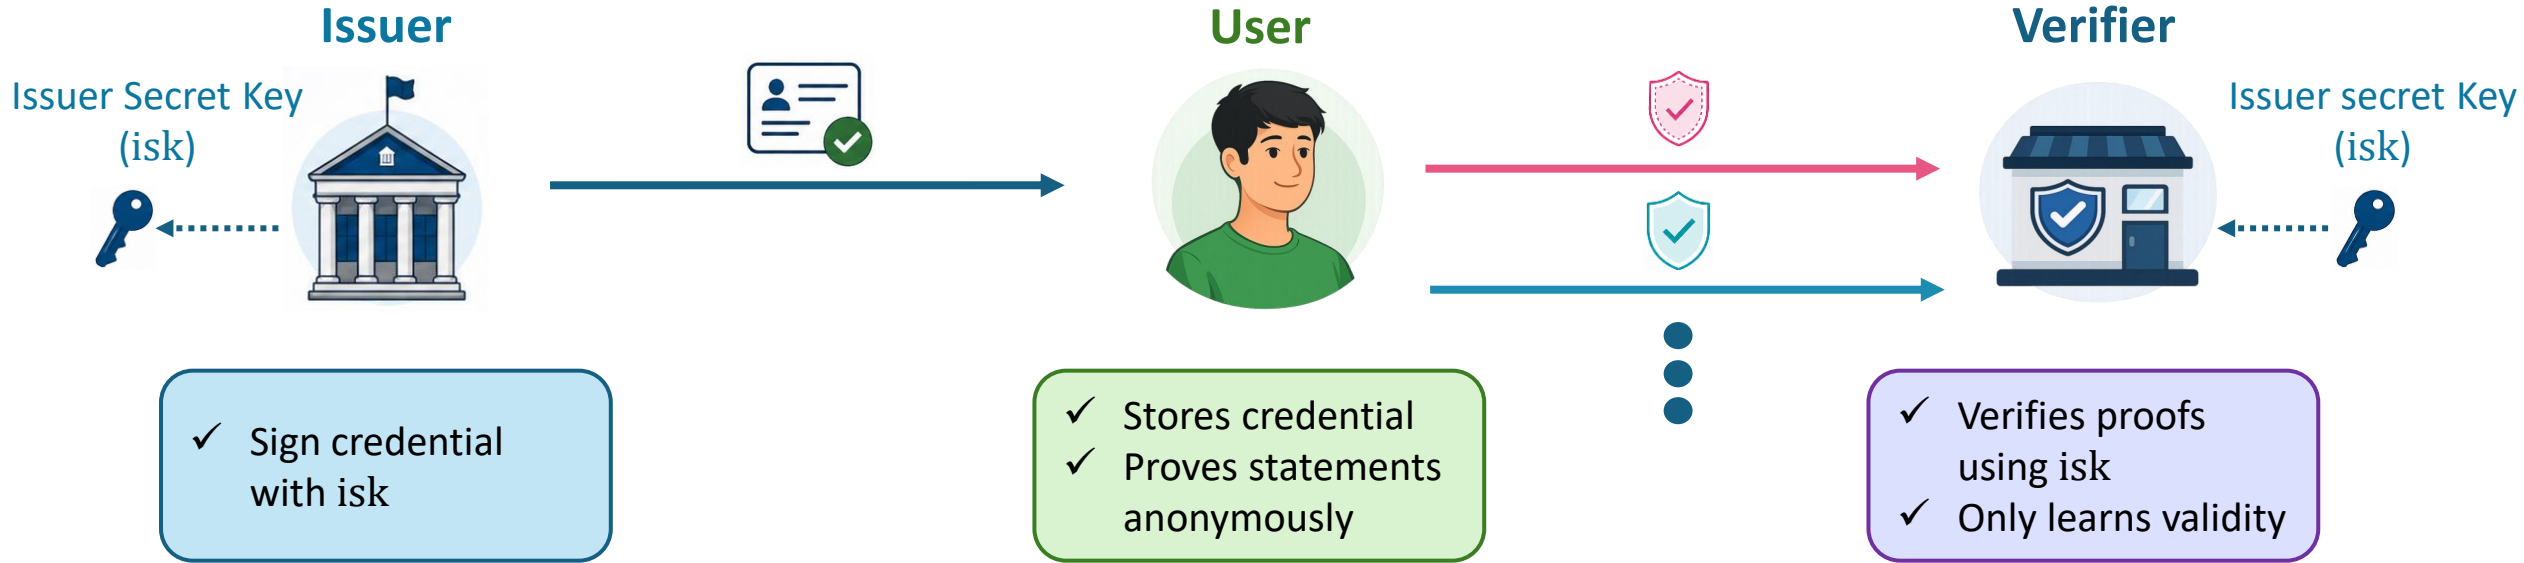 Issuer
User
Verifier
Issuer Secret Key
(isk)
Issuer secret Key
(isk)
✓ Sign credential
with isk
✓ Stores credential
✓ Proves statements
anonymously
✓ Verifies proofs
using isk
✓ Only learns validity